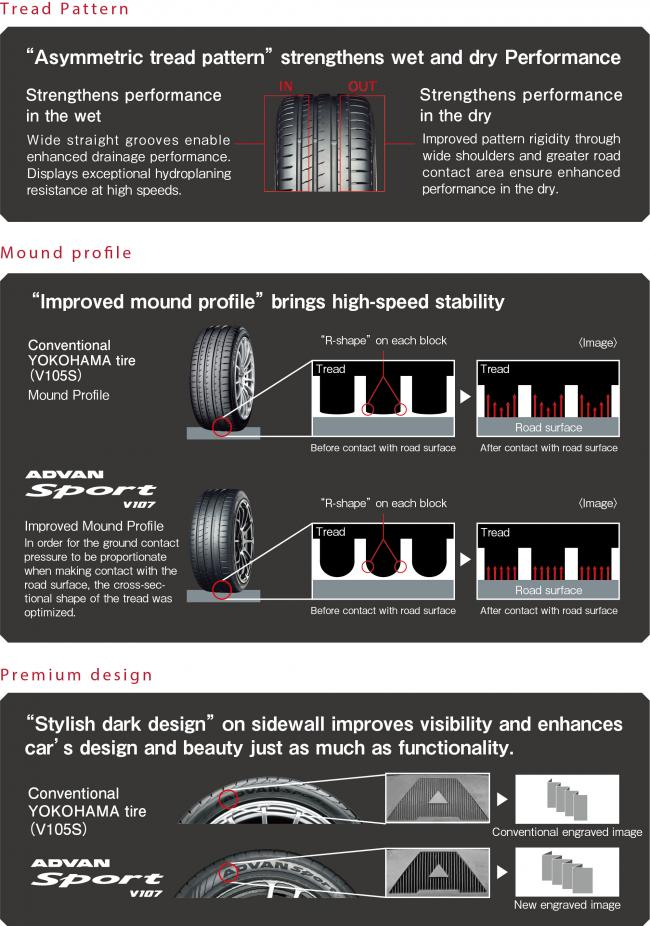 Tread Pattern
“Asymmetric tread pattern” strengthens wet and dry Performance
Strengthens performance
in the wet
Wide straight grooves enable
enhanced drainage performance.
Displays exceptional hydroplaning
resistance at high speeds.
IN OUT
Strengthens performance
in the dry
Improved pattern rigidity through
wide shoulders and greater road
contact area ensure enhanced
performance in the dry.
Mound profile
“Improved mound profile” brings high-speed stability
Conventional
YOKOHAMA tire
(V105S)
Mound Profile
“R-shape” on each block
Tread
Before contact with road surface
〈Image〉
Tread
Road surface
After contact with road surface
ADVAN
Sport
V107
Improved Mound Profile
In order for the ground contact
pressure to be proportionate
when making contact with the
road surface, the cross-sec-
tional shape of the tread was
optimized.
“R-shape” on each block
Tread
Before contact with road surface
〈Image〉
Tread
Road surface
After contact with road surface
Premium design
“Stylish dark design” on sidewall improves visibility and enhances
car’s design and beauty just as much as functionality.
Conventional
YOKOHAMA tire
(V105S)
ADVAN
Conventional engraved image
ADVAN
Sport
V107
ADVAN Sport
New engraved image